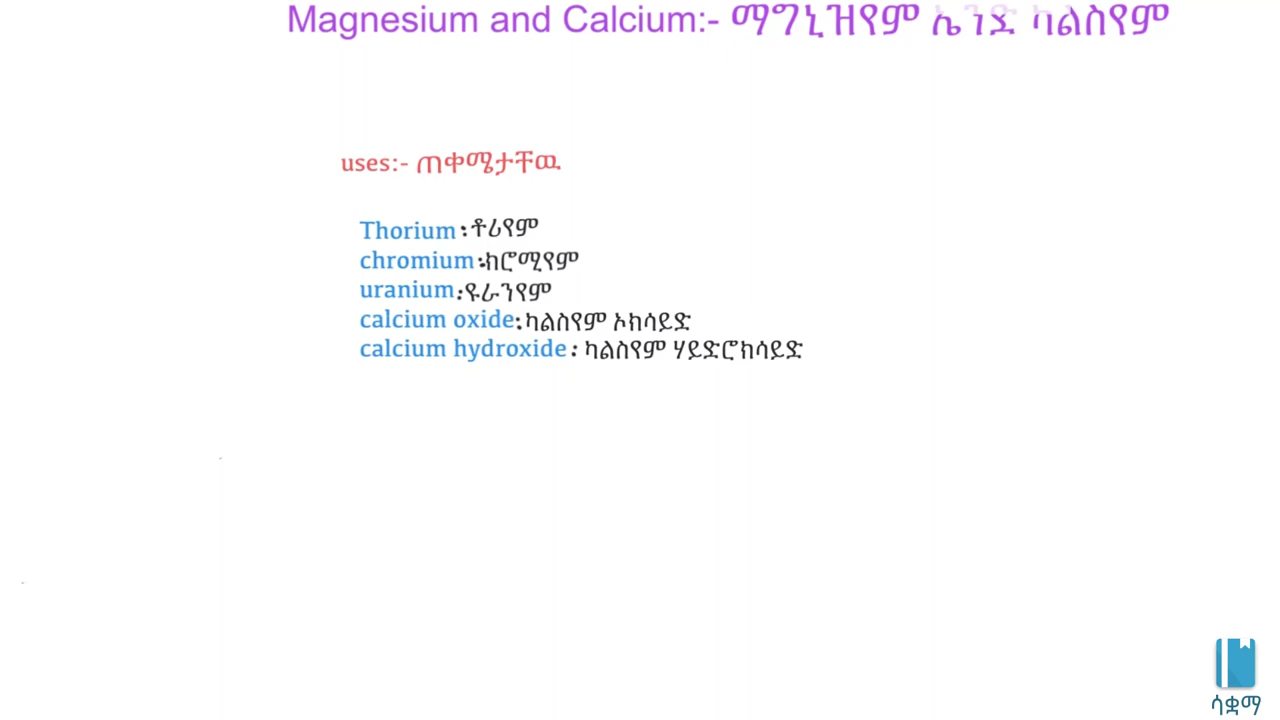 Magnesium and Calcium:- ማግኒዝየም ኤንድ ካልስየም
uses:- ጠቀሜታቸዉ
Thorium ፡ቶሪየም
chromium ፡ክሮሚየም
uranium፡ዩራንየም
calcium oxide፡ካልስየም ኦክሳይድ
calcium hydroxide፡ ካልስየም ሃይድሮክሳይድ
ሳቋማ